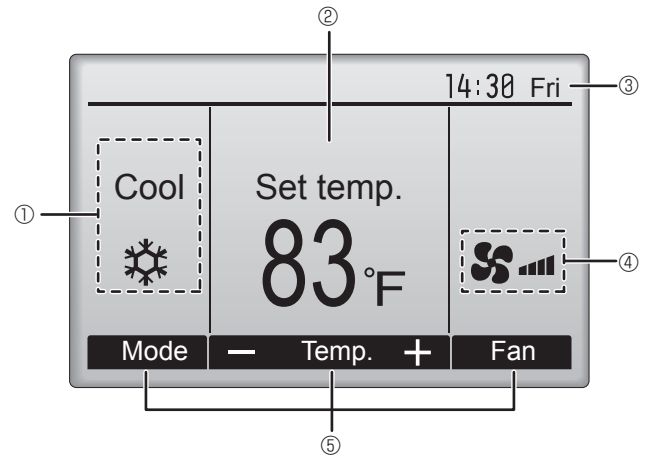 ②
14:30 Fri
③
Cool
Set temp.
①
83°F
④
Mode
— Temp. +
Fan
⑤